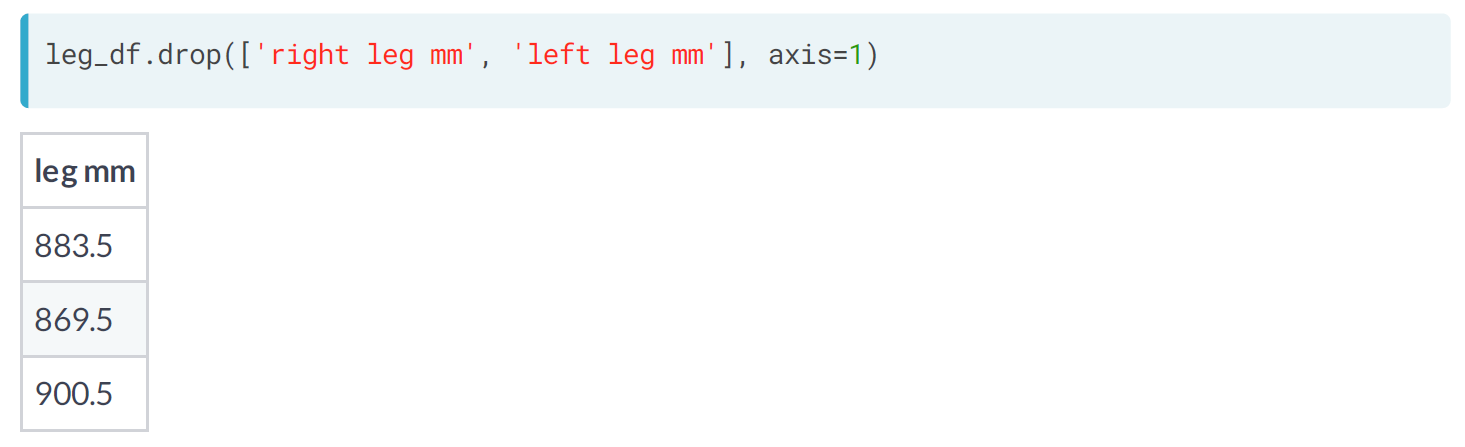 leg_df.drop(['right leg mm', 'left leg mm'], axis=1)
leg mm
883.5
869.5
900.5